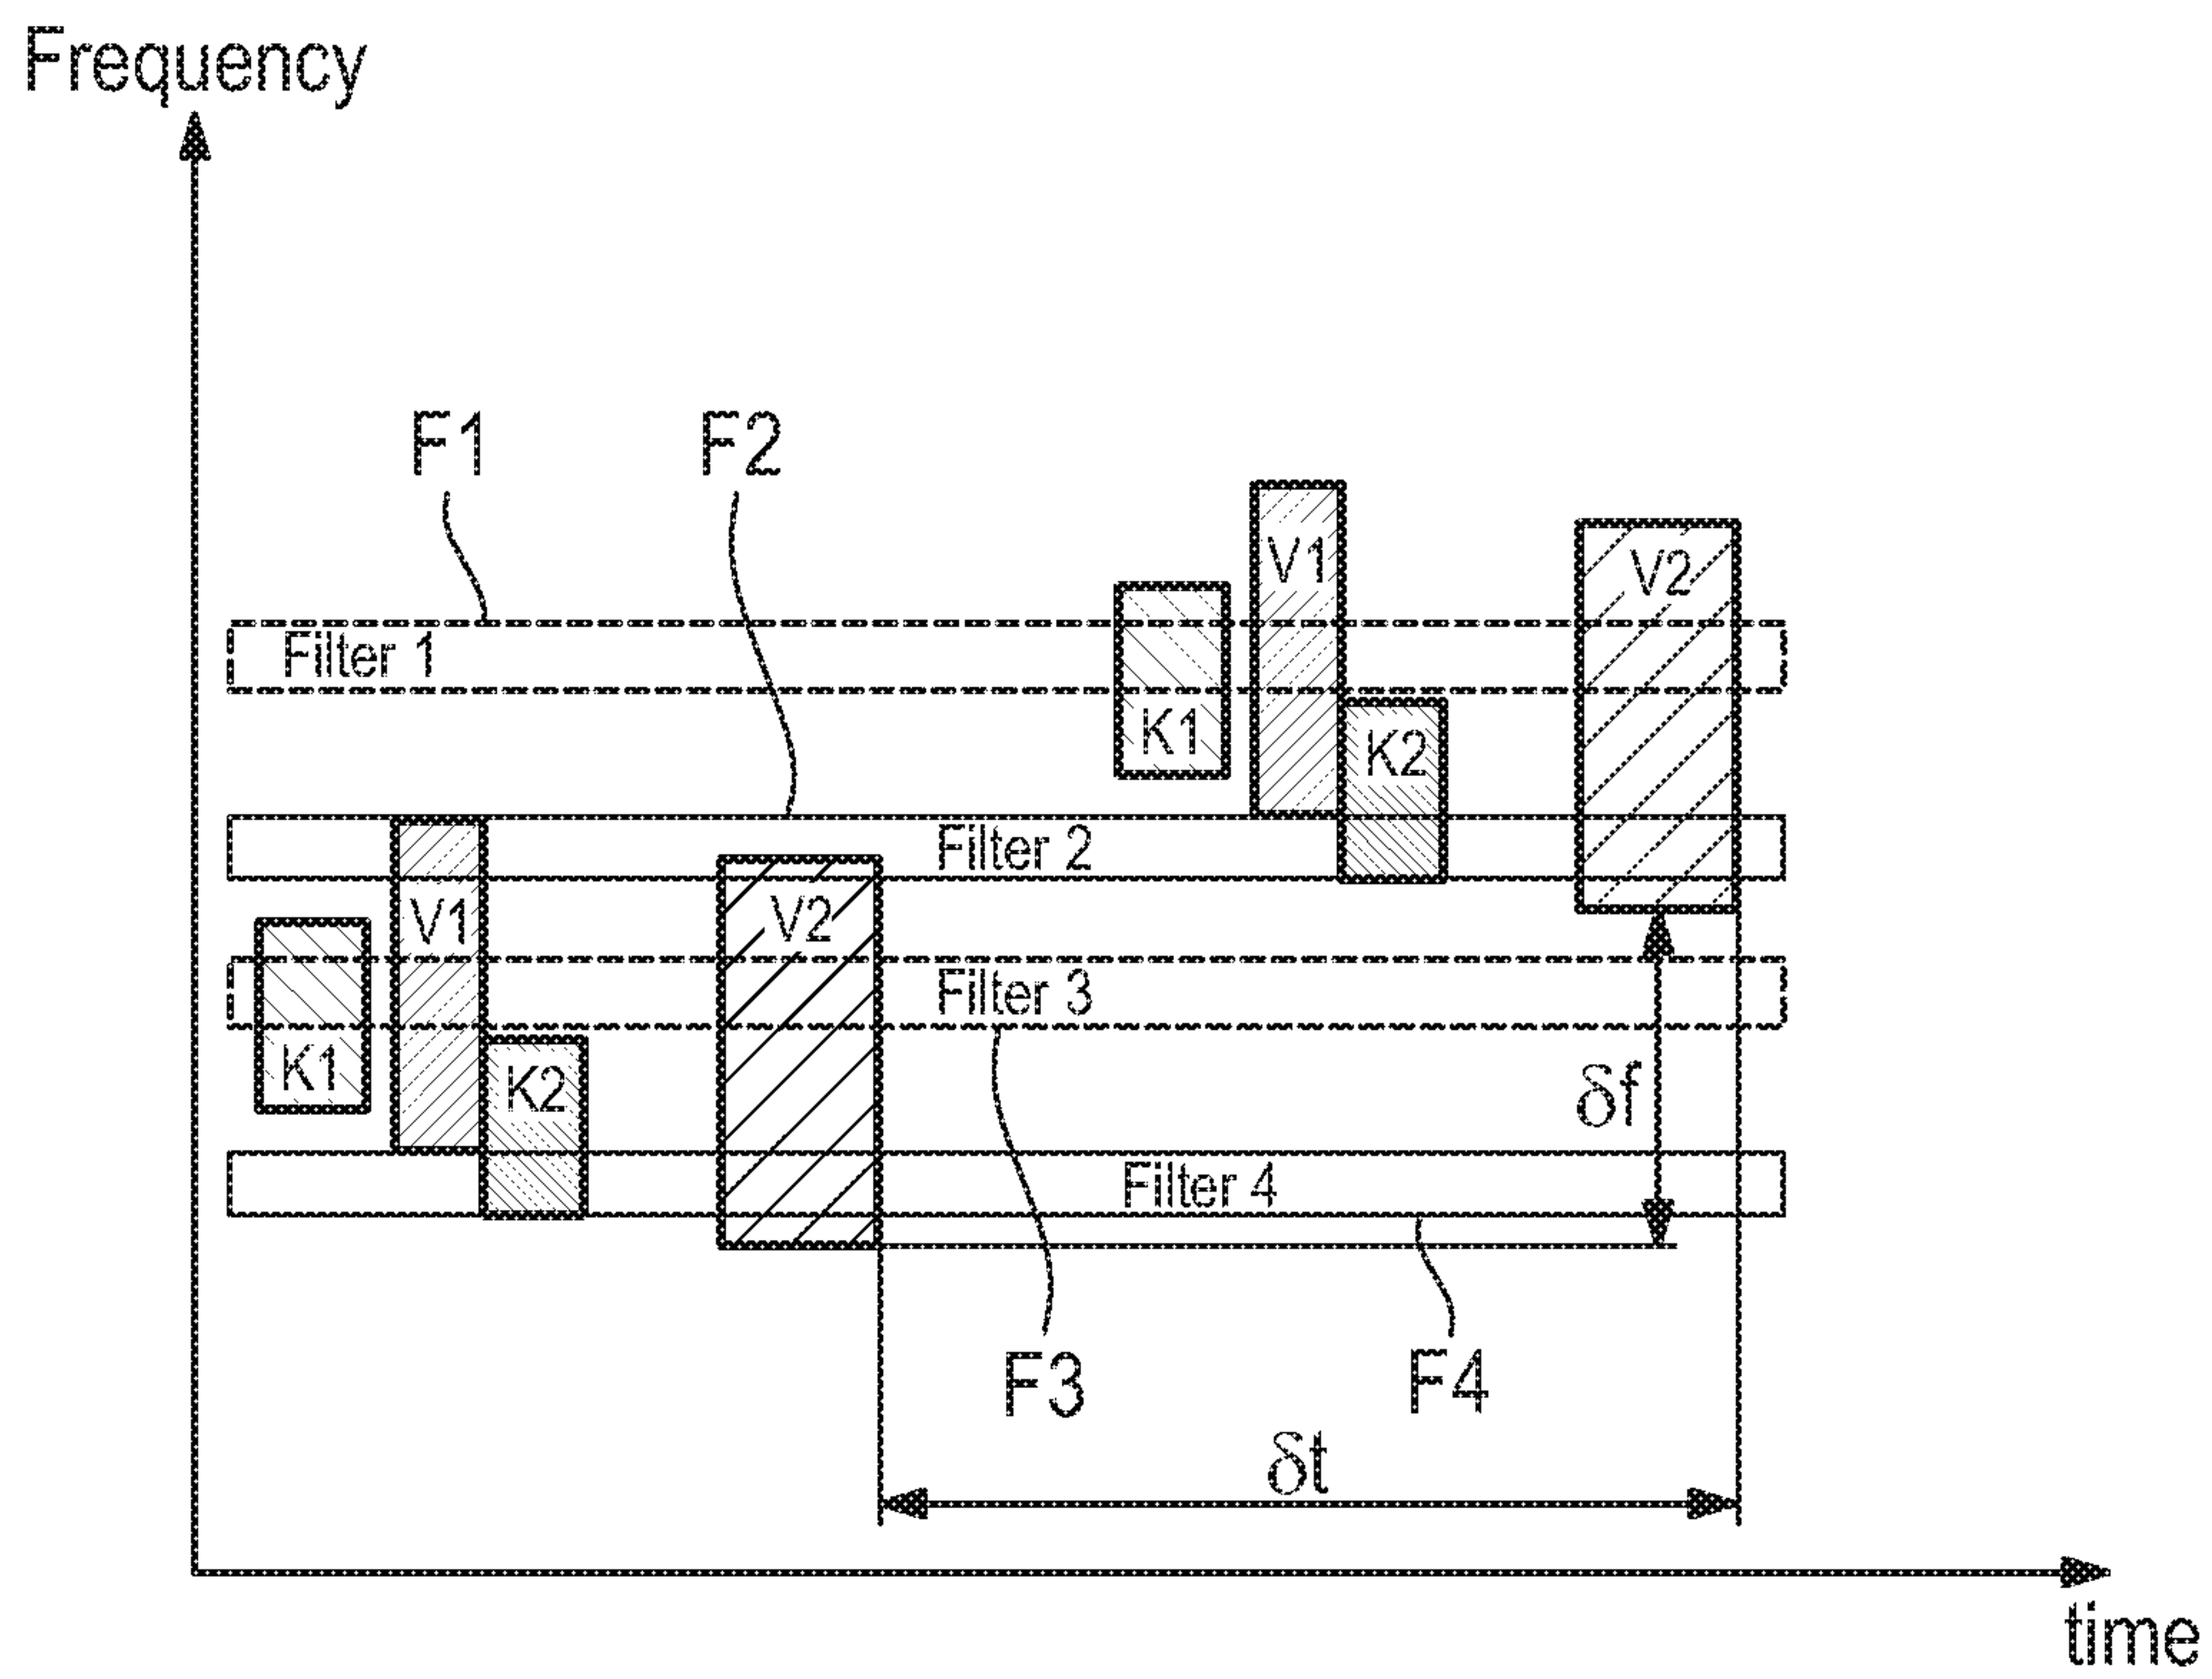 Frequency
F1
F2
V1
V2
Filter 1
K1
K2
Filter 2
V1
V2
Filter 3
K1
K2
δf
Filter 4
F3
F4
δt
time